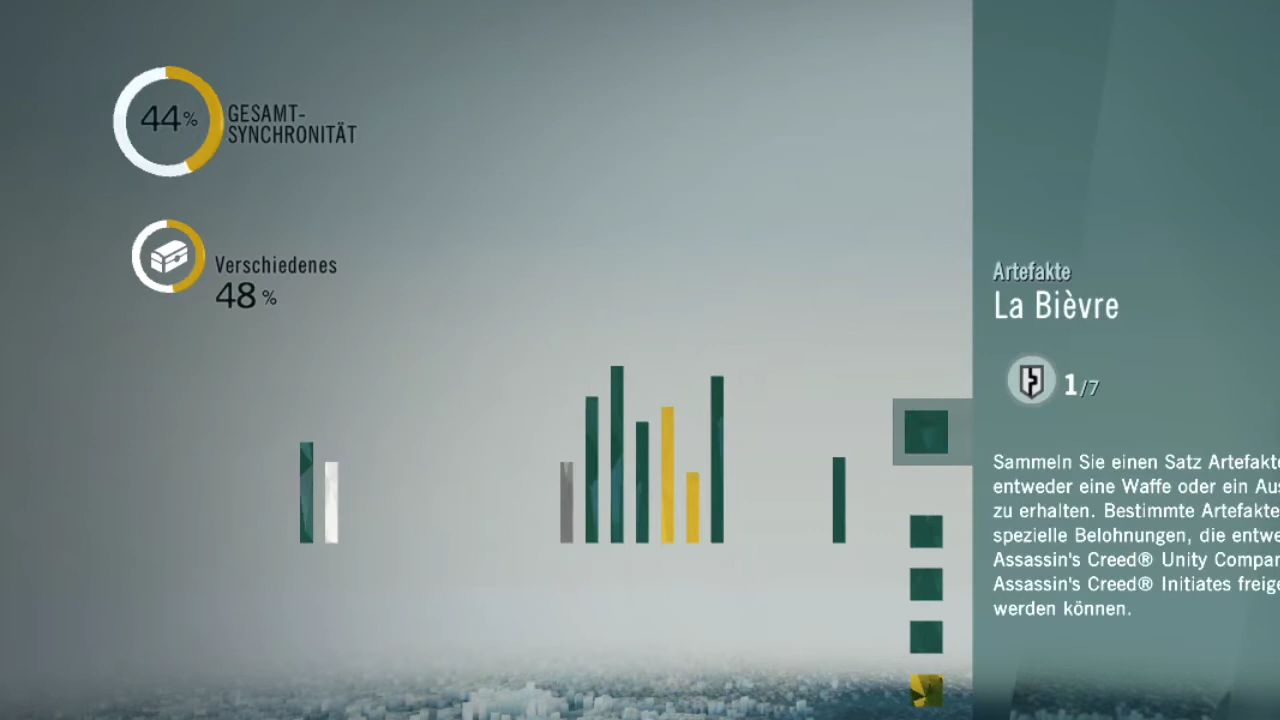 44%
GESAMT-
SYNCHRONITÄT
Verschiedenes
48 %
Artefakte
La Bièvre
1/7
Sammeln Sie einen Satz Artefakte
entweder eine Waffe oder ein Aus
zu erhalten. Bestimmte Artefakte
spezielle Belohnungen, die entwe
Assassin's Creed® Unity Compan
Assassin's Creed® Initiates freige
werden können.